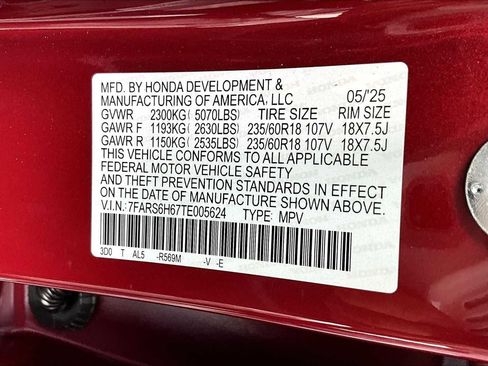 MFD. BY HONDA DEVELOPMENT &
MANUFACTURING OF AMERICA, LLC 05/'25
GVWR 2300KG( 5070LBS) TIRE SIZE RIM SIZE
GAWR F 1193KG( 2630LBS) 235/60R18 107V 18X7.5J
GAWR R 1150KG( 2535LBS) 235/60R18 107V 18X7.5J
THIS VEHICLE CONFORMS TO ALL APPLICABLE
FEDERAL MOTOR VEHICLE SAFETY
AND THEFT PREVENTION STANDARDS IN EFFECT
ON THE DATE OF MANUFACTURE SHOWN ABOVE.
V.I.N.:7FARS6H67TE005624 TYPE: MPV
3D0 T AL5 -R569M -V -E